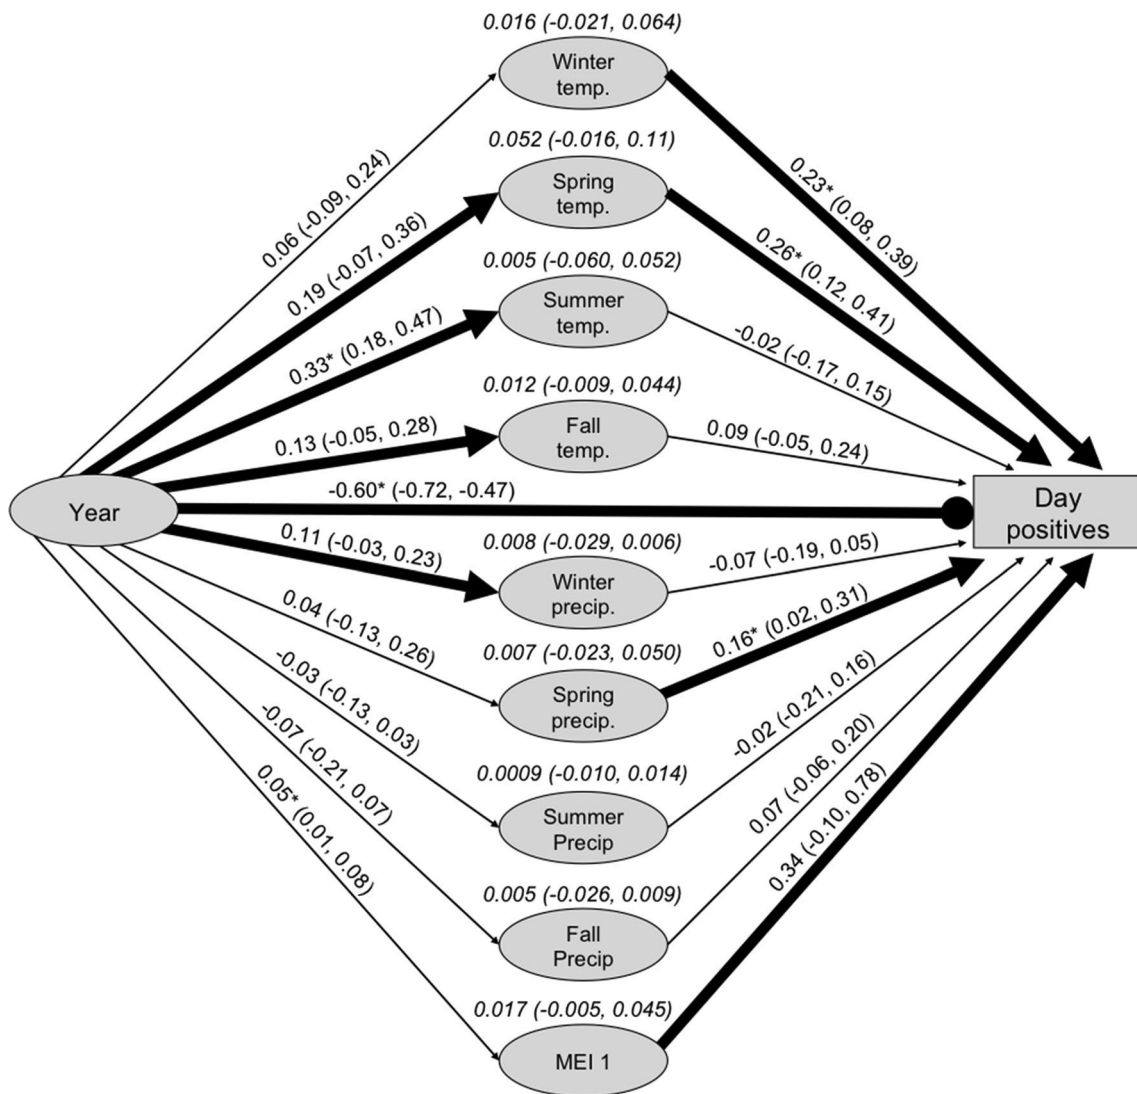 0.016 (-0.021, 0.064)
Winter
temp.
0.06 (-0.09, 0.24)
0.23* (0.08, 0.39)
0.052 (-0.016, 0.11)
Spring
temp.
0.19 (-0.07, 0.36)
0.26* (0.12, 0.41)
0.005 (-0.060, 0.052)
Summer
temp.
0.33* (0.18, 0.47)
-0.02 (-0.17, 0.15)
0.012 (-0.009, 0.044)
Fall
temp.
0.13 (-0.05, 0.28)
0.09 (-0.05, 0.24)
Year
-0.60* (-0.72, -0.47)
Day
positives
0.11 (-0.03, 0.23)
0.008 (-0.029, 0.006)
Winter
precip.
-0.07 (-0.19, 0.05)
0.04 (-0.13, 0.26)
0.007 (-0.023, 0.050)
Spring
precip.
0.16* (0.02, 0.31)
-0.03 (-0.13, 0.03)
0.0009 (-0.010, 0.014)
Summer
Precip
-0.02 (-0.21, 0.16)
-0.07 (-0.21, 0.07)
0.005 (-0.026, 0.009)
Fall
Precip
0.07 (-0.06, 0.20)
0.05* (0.01, 0.08)
0.017 (-0.005, 0.045)
MEI 1
0.34 (-0.10, 0.78)